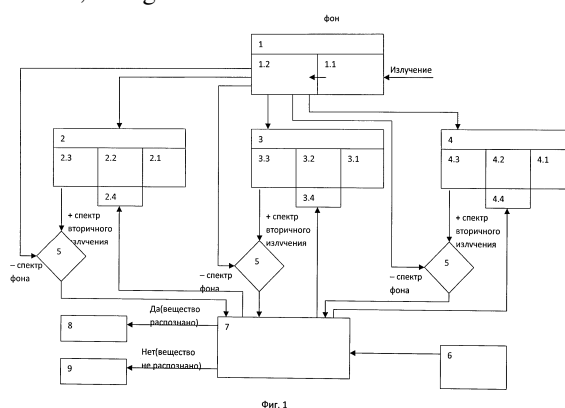 фон
1
1.2
1.1
Излучение
2
2.3
2.2
2.1
2.4
3
3.3
3.2
3.1
3.4
4
4.3
4.2
4.1
4.4
+ спектр
вторичного
излучения
+ спектр
вторичного
излучения
+ спектр
вторичного
излучения
5
5
5
– спектр
фона
– спектр
фона
– спектр
фона
Да(вещество
распознано)
8
7
Нет(вещество
не распознано)
9
6
Фиг. 1